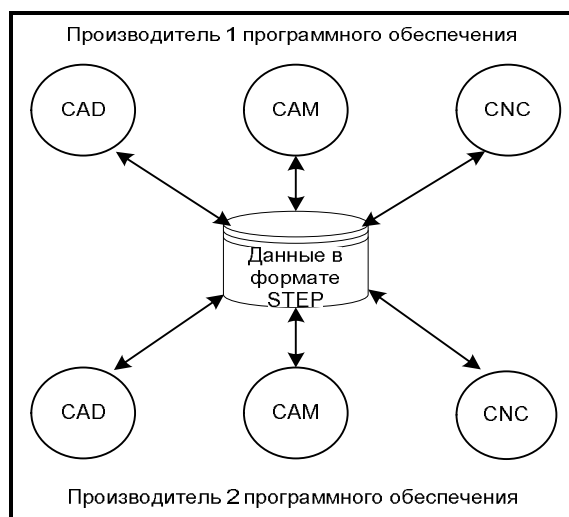 Производитель 1 программного обеспечения
CAD
CAM
CNC
Данные в
формате
STEP
CAD
CAM
CNC
Производитель 2 программного обеспечения